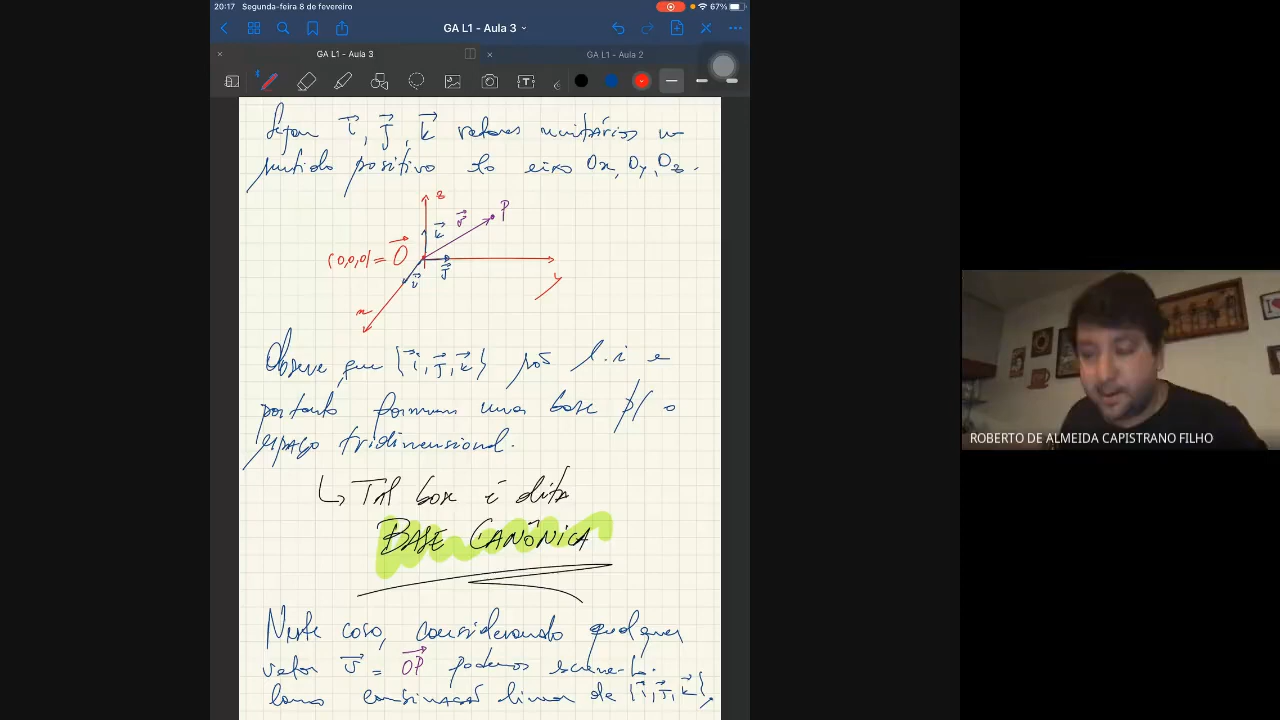 20:17 Segunda-feira 8 de fevereiro 67%
GA L1 - Aula 3
GA L1 - Aula 3 GA L1 - Aula 2
Sejam i, j, k vetores unitários no
sentido positivo do eixo Ox, Oy, Oz.
z
P
v
k
(0,0,0) = O
j
i
y
x
Observe que {i, j, k} são l.i e
portanto formam uma base p/ o
espaço tridimensional.
↳ Tal base é dita
BASE CANÔNICA
Neste caso, considerando qualquer
vetor v = OP podemos escreve-lo
como combinação linear de {i, j, k},
ROBERTO DE ALMEIDA CAPISTRANO FILHO